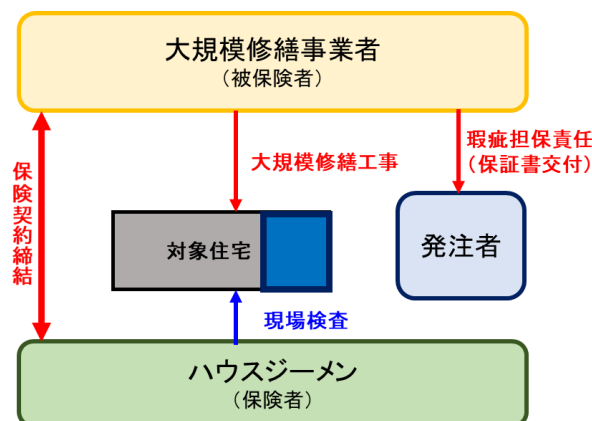 大規模修繕事業者
（被保険者）
瑕疵担保責任
（保証書交付）
大規模修繕工事
保険契約締結
対象住宅
発注者
現場検査
ハウスジーメン
（保険者）